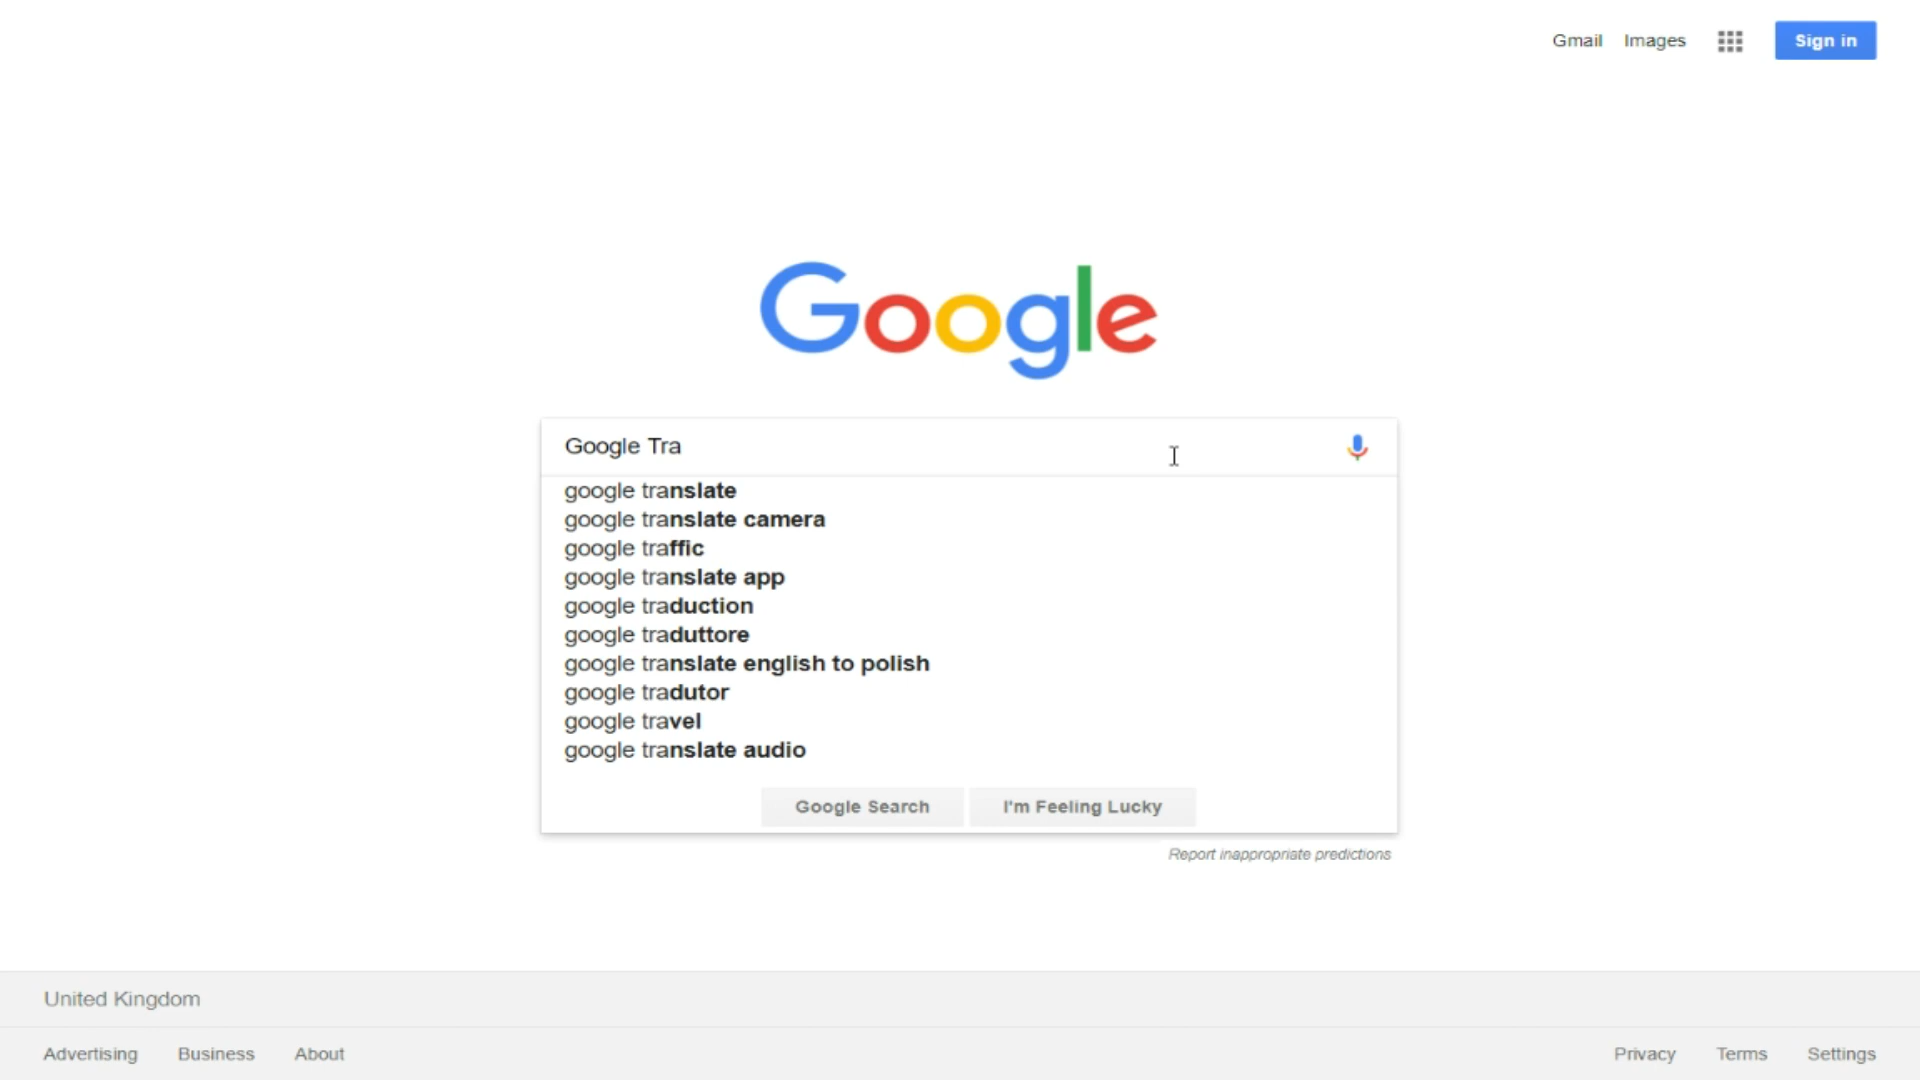 Gmail Images Sign in
Google
Google Tra
google translate
google translate camera
google traffic
google translate app
google traduction
google traduttore
google translate english to polish
google tradutor
google travel
google translate audio
Google Search I'm Feeling Lucky
Report inappropriate predictions
United Kingdom
Advertising Business About Privacy Terms Settings